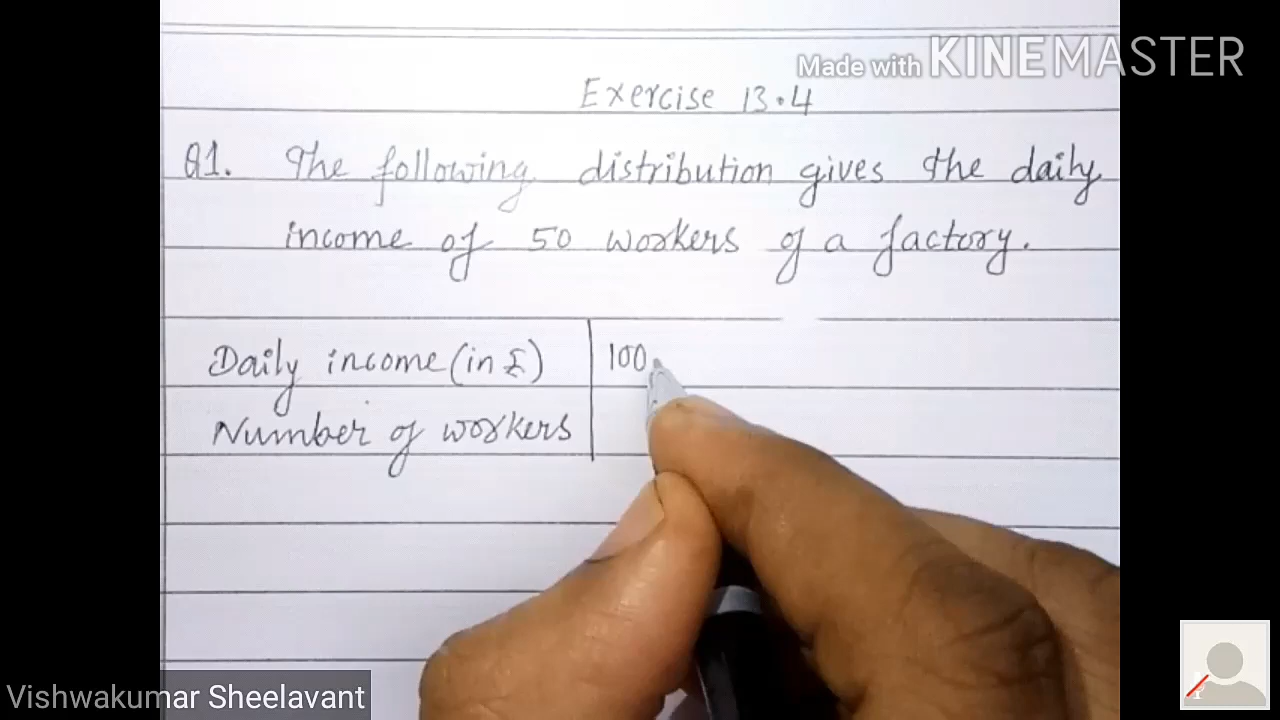 Made with KINEMASTER
Exercise 13.4
Q1. The following distribution gives the daily
income of 50 workers of a factory.
Daily income (in ₹) 100
Number of workers
Vishwakumar Sheelavant